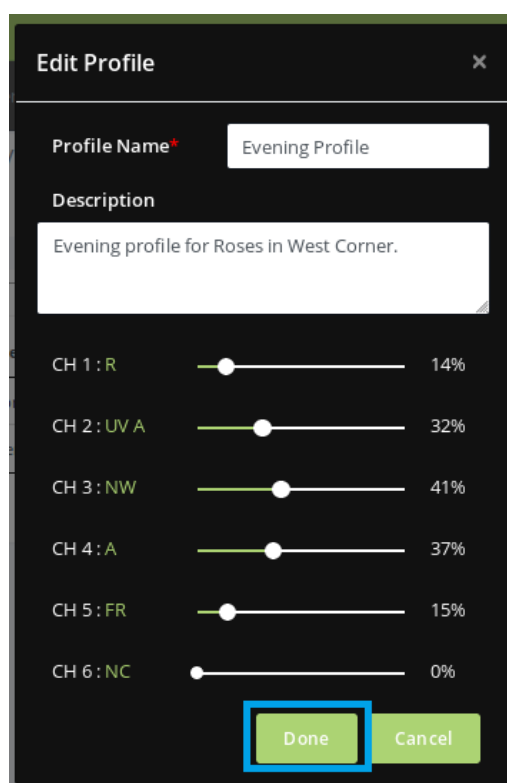 Edit Profile ×
Profile Name* Evening Profile
Description
Evening profile for Roses in West Corner.
CH 1 : R 14%
CH 2 : UV A 32%
CH 3 : NW 41%
CH 4 : A 37%
CH 5 : FR 15%
CH 6 : NC 0%
Done Cancel